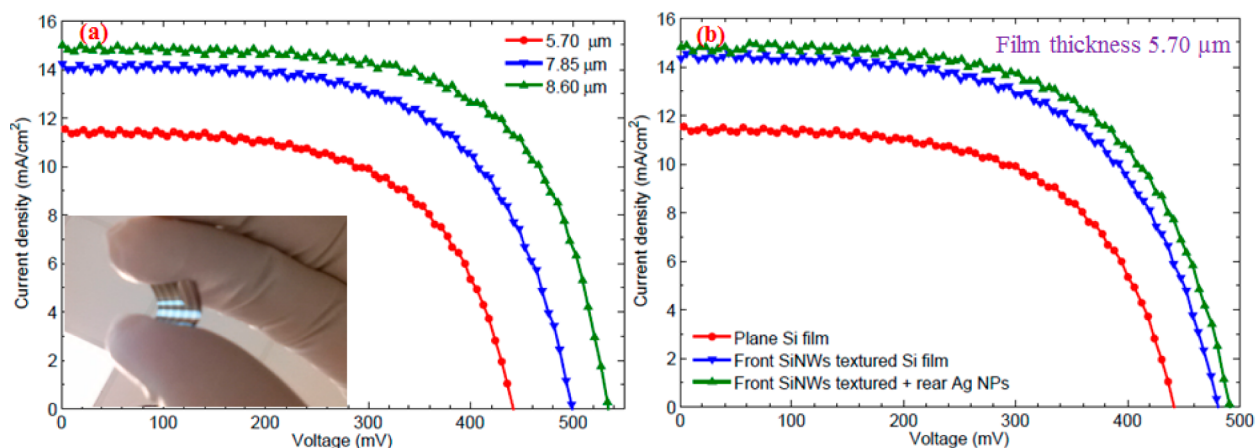 (a)
5.70 µm
7.85 µm
8.60 µm
16
14
12
10
8
6
4
2
0
Current density (mA/cm²)
0
100
200
300
400
500
Voltage (mV)
(b)
Film thickness 5.70 µm
16
14
12
10
8
6
4
2
0
Current density (mA/cm²)
Plane Si film
Front SiNWs textured Si film
Front SiNWs textured + rear Ag NPs
0
100
200
300
400
500
Voltage (mV)